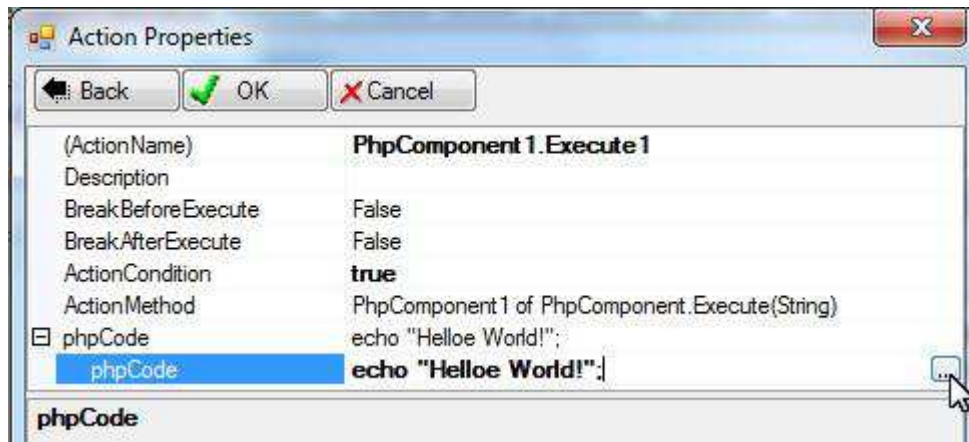 Action Properties
Back OK Cancel
(ActionName) PhpComponent1.Execute1
Description
BreakBeforeExecute False
BreakAfterExecute False
ActionCondition true
ActionMethod PhpComponent1 of PhpComponent.Execute(String)
phpCode echo "Helloe World!";
phpCode echo "Helloe World!"; ...
phpCode